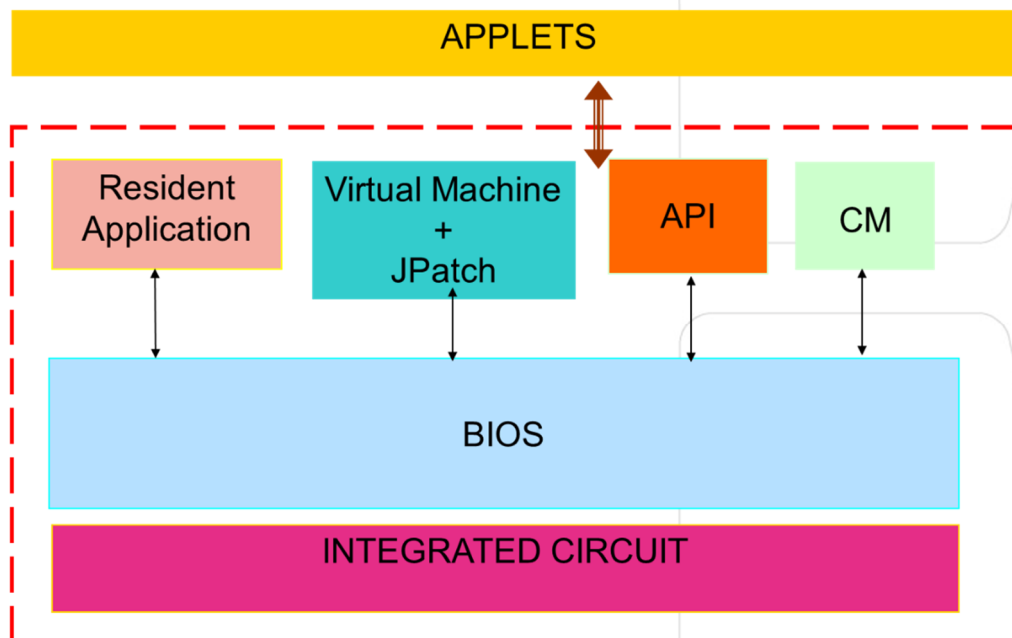 APPLETS
Resident
Application
Virtual Machine
+
JPatch
API
CM
BIOS
INTEGRATED CIRCUIT